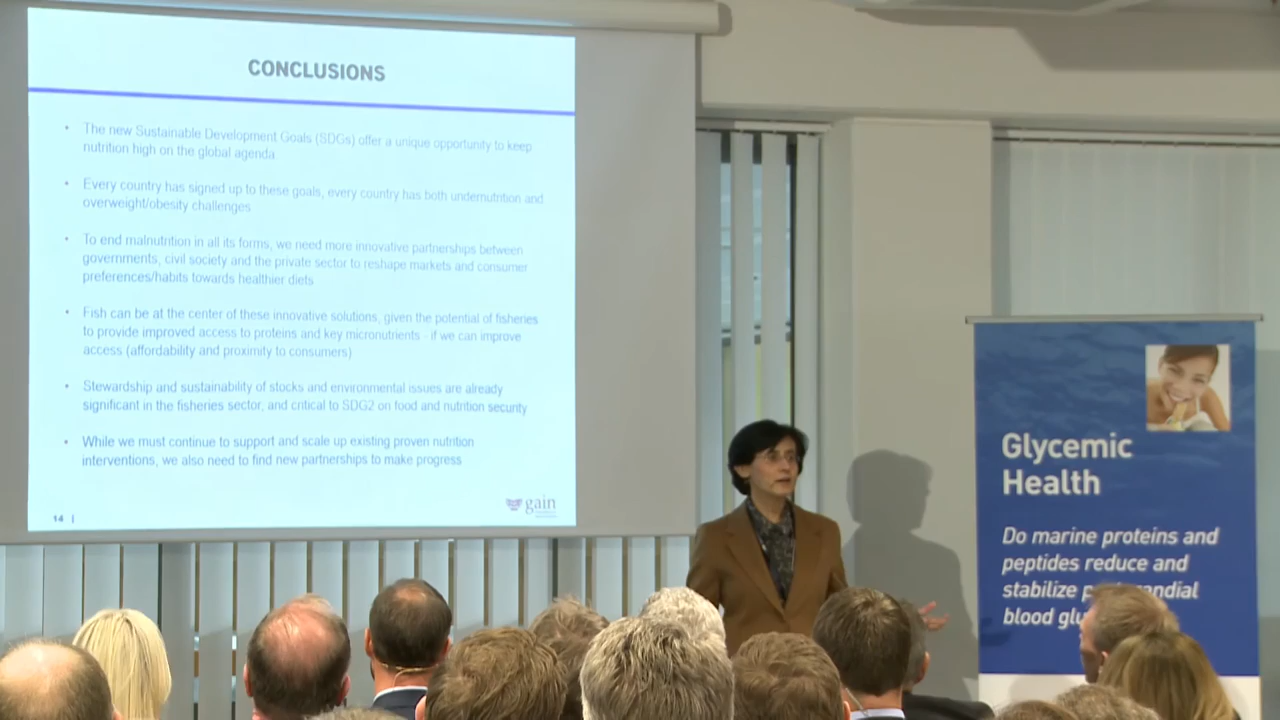 CONCLUSIONS
• The new Sustainable Development Goals (SDGs) offer a unique opportunity to keep
nutrition high on the global agenda
• Every country has signed up to these goals, every country has both undernutrition and
overweight/obesity challenges
• To end malnutrition in all its forms, we need more innovative partnerships between
governments, civil society and the private sector to reshape markets and consumer
preferences/habits towards healthier diets
• Fish can be at the center of these innovative solutions, given the potential of fisheries
to provide improved access to proteins and key micronutrients - if we can improve
access (affordability and proximity to consumers)
• Stewardship and sustainability of stocks and environmental issues are already
significant in the fisheries sector, and critical to SDG2 on food and nutrition security
• While we must continue to support and scale up existing proven nutrition
interventions, we also need to find new partnerships to make progress
14 |
gain
Glycemic
Health
Do marine proteins and
peptides reduce and
stabilize p ndial
blood glu